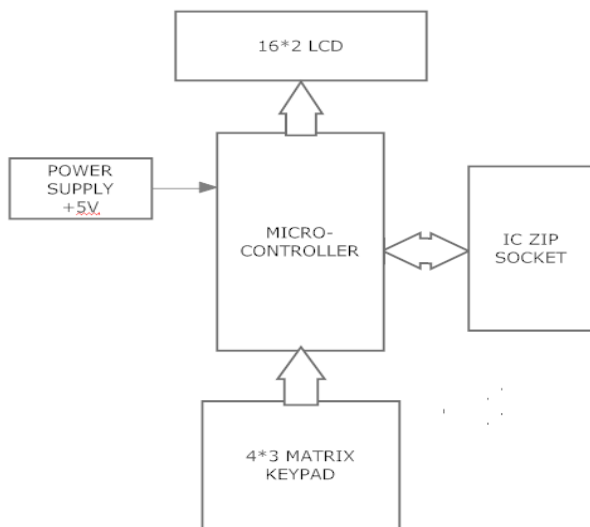 16*2 LCD
POWER
SUPPLY
+5V
MICRO-
CONTROLLER
IC ZIP
SOCKET
4*3 MATRIX
KEYPAD